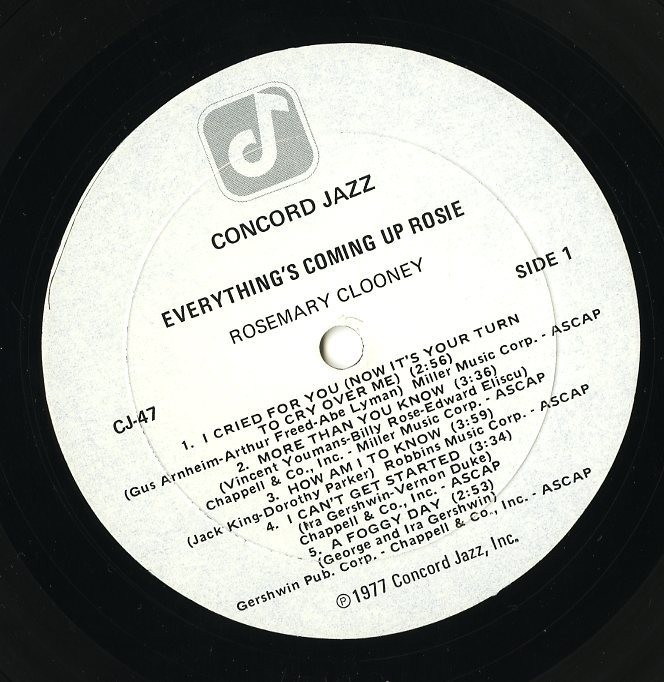 CONCORD JAZZ
EVERYTHING'S COMING UP ROSIE
ROSEMARY CLOONEY
SIDE 1
CJ-47
1. I CRIED FOR YOU (NOW IT'S YOUR TURN
TO CRY OVER ME) (2:56)
(Gus Arnheim-Arthur Freed-Abe Lyman) Miller Music Corp. - ASCAP
2. MORE THAN YOU KNOW (3:36)
(Vincent Youmans-Billy Rose-Edward Eliscu)
Chappell & Co., Inc. - Miller Music Corp. - ASCAP
3. HOW AM I TO KNOW (3:59)
(Jack King-Dorothy Parker) Robbins Music Corp. - ASCAP
4. I CAN'T GET STARTED (3:34)
(Ira Gershwin-Vernon Duke)
Chappell & Co., Inc. - ASCAP
5. A FOGGY DAY (2:53)
(George and Ira Gershwin)
Gershwin Pub. Corp. - Chappell & Co., Inc. - ASCAP
℗1977 Concord Jazz, Inc.